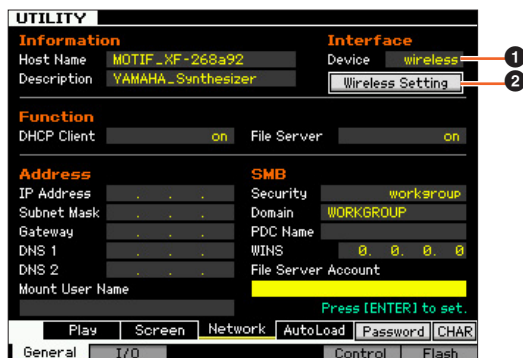 UTILITY
Information Interface
Host Name MOTIF_XF-268a92 Device wireless 1
Description YAMAHA_Synthesizer Wireless Setting 2
Function
DHCP Client on File Server on
Address SMB
IP Address . . . Security workgroup
Subnet Mask . . . Domain WORKGROUP
Gateway . . . PDC Name
DNS 1 . . . WINS 0. 0. 0. 0
DNS 2 . . . File Server Account
Mount User Name
Press [ENTER] to set.
Play Screen Network AutoLoad Password CHAR
General I/O Control Flash